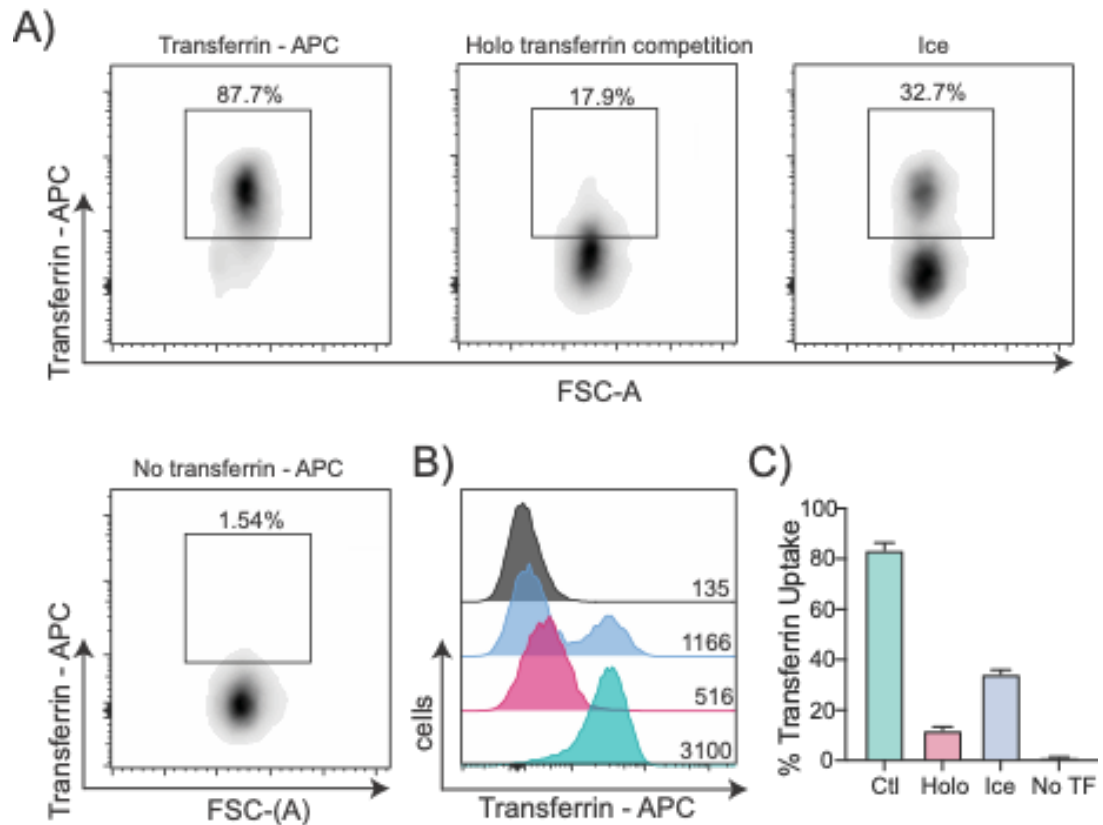 A)
Transferrin - APC
Holo transferrin competition
Ice
87.7%
17.9%
32.7%
Transferrin - APC
FSC-A
No transferrin - APC
1.54%
Transferrin - APC
FSC-(A)
B)
135
1166
516
3100
cells
Transferrin - APC
C)
% Transferrin Uptake
100
80
60
40
20
0
Ctl Holo Ice No TF